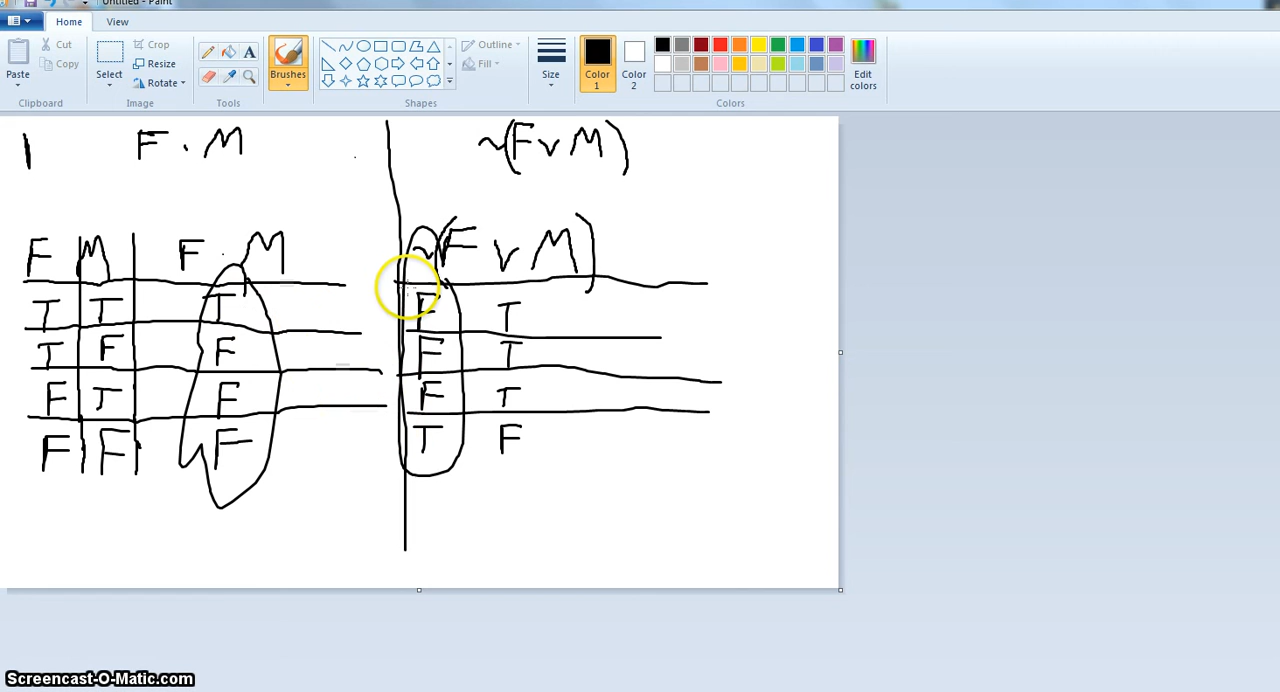 Untitled - Paint
Home View
Paste
Cut
Copy
Clipboard
Select
Crop
Resize
Rotate
Image
A
Tools
Brushes
Shapes
Outline
Fill
Size
Color 1
Color 2
Edit colors
Colors
1 F . M ~(F v M)
F M F . M ~(F v M)
T T T F T
T F F F T
F T F F T
F F F T F
Screencast-O-Matic.com